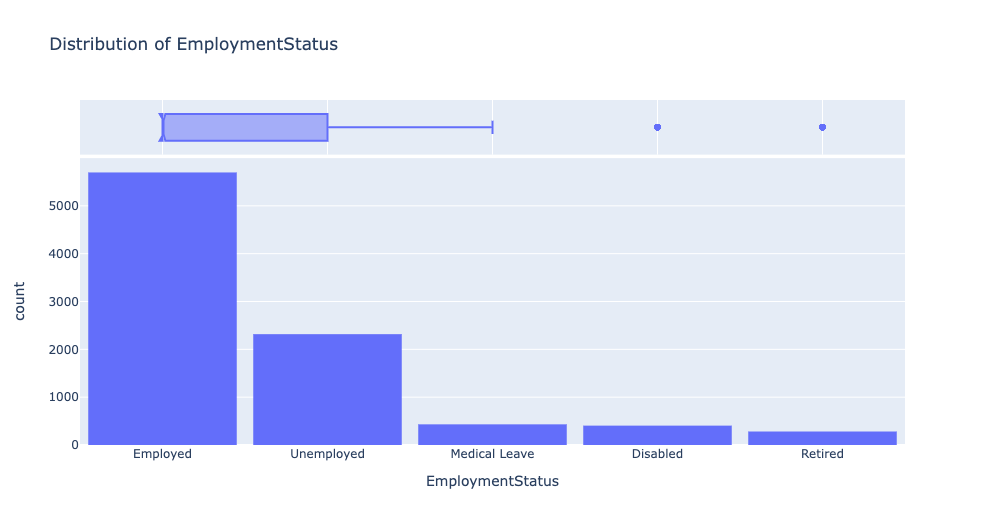 Distribution of EmploymentStatus
5000
4000
3000
2000
1000
0
count
Employed
Unemployed
Medical Leave
Disabled
Retired
EmploymentStatus